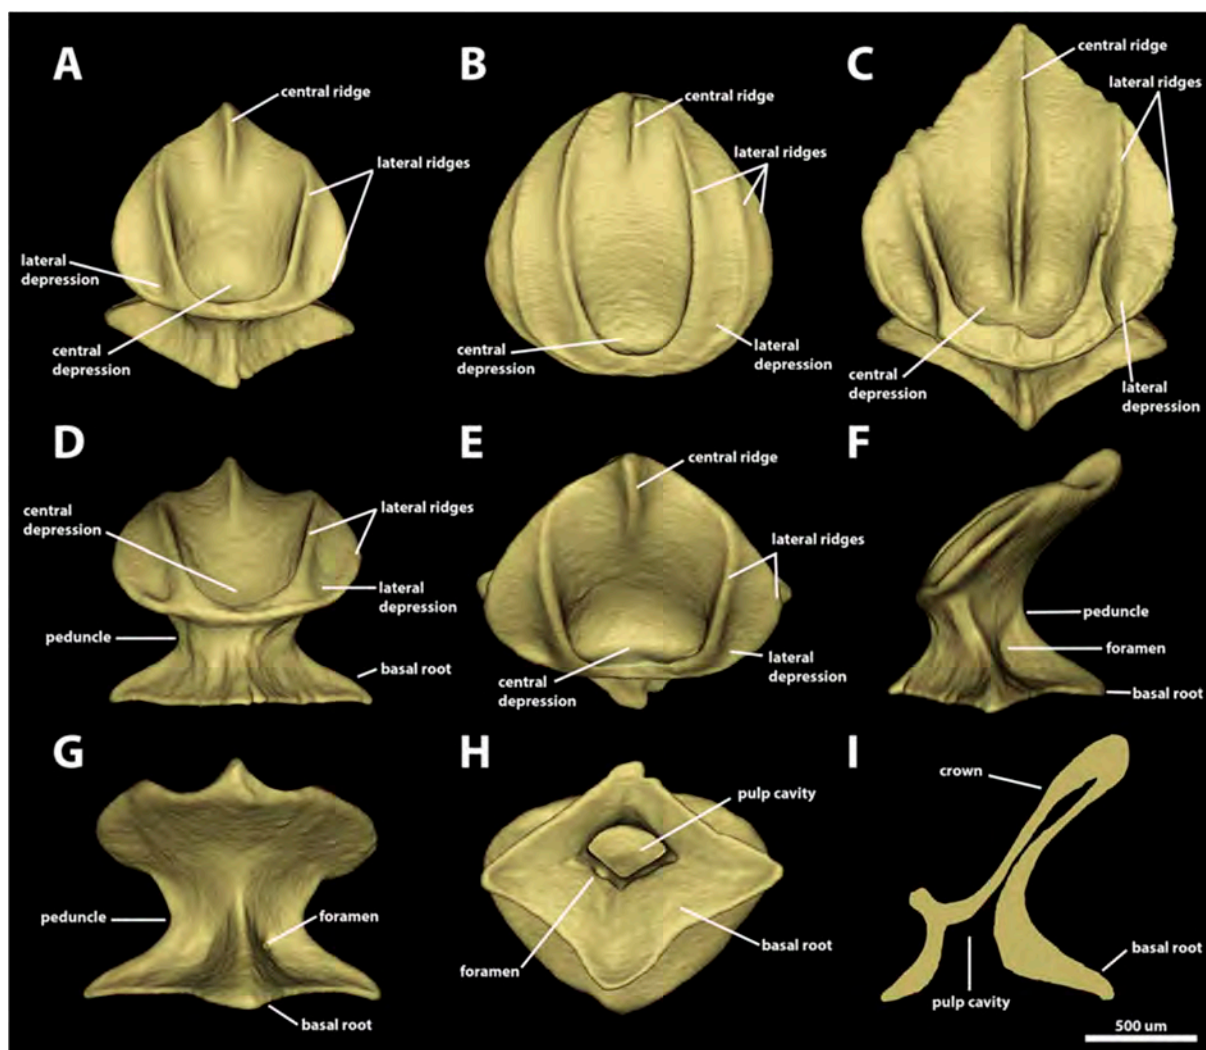 A
central ridge
lateral ridges
lateral
depression
central
depression
B
central ridge
lateral ridges
central
depression
lateral
depression
C
central ridge
lateral ridges
central
depression
lateral
depression
D
central
depression
lateral ridges
lateral
depression
peduncle
basal root
E
central ridge
lateral ridges
central
depression
lateral
depression
F
peduncle
foramen
basal root
G
peduncle
foramen
basal root
H
pulp cavity
foramen
basal root
I
crown
basal root
pulp cavity
500 um